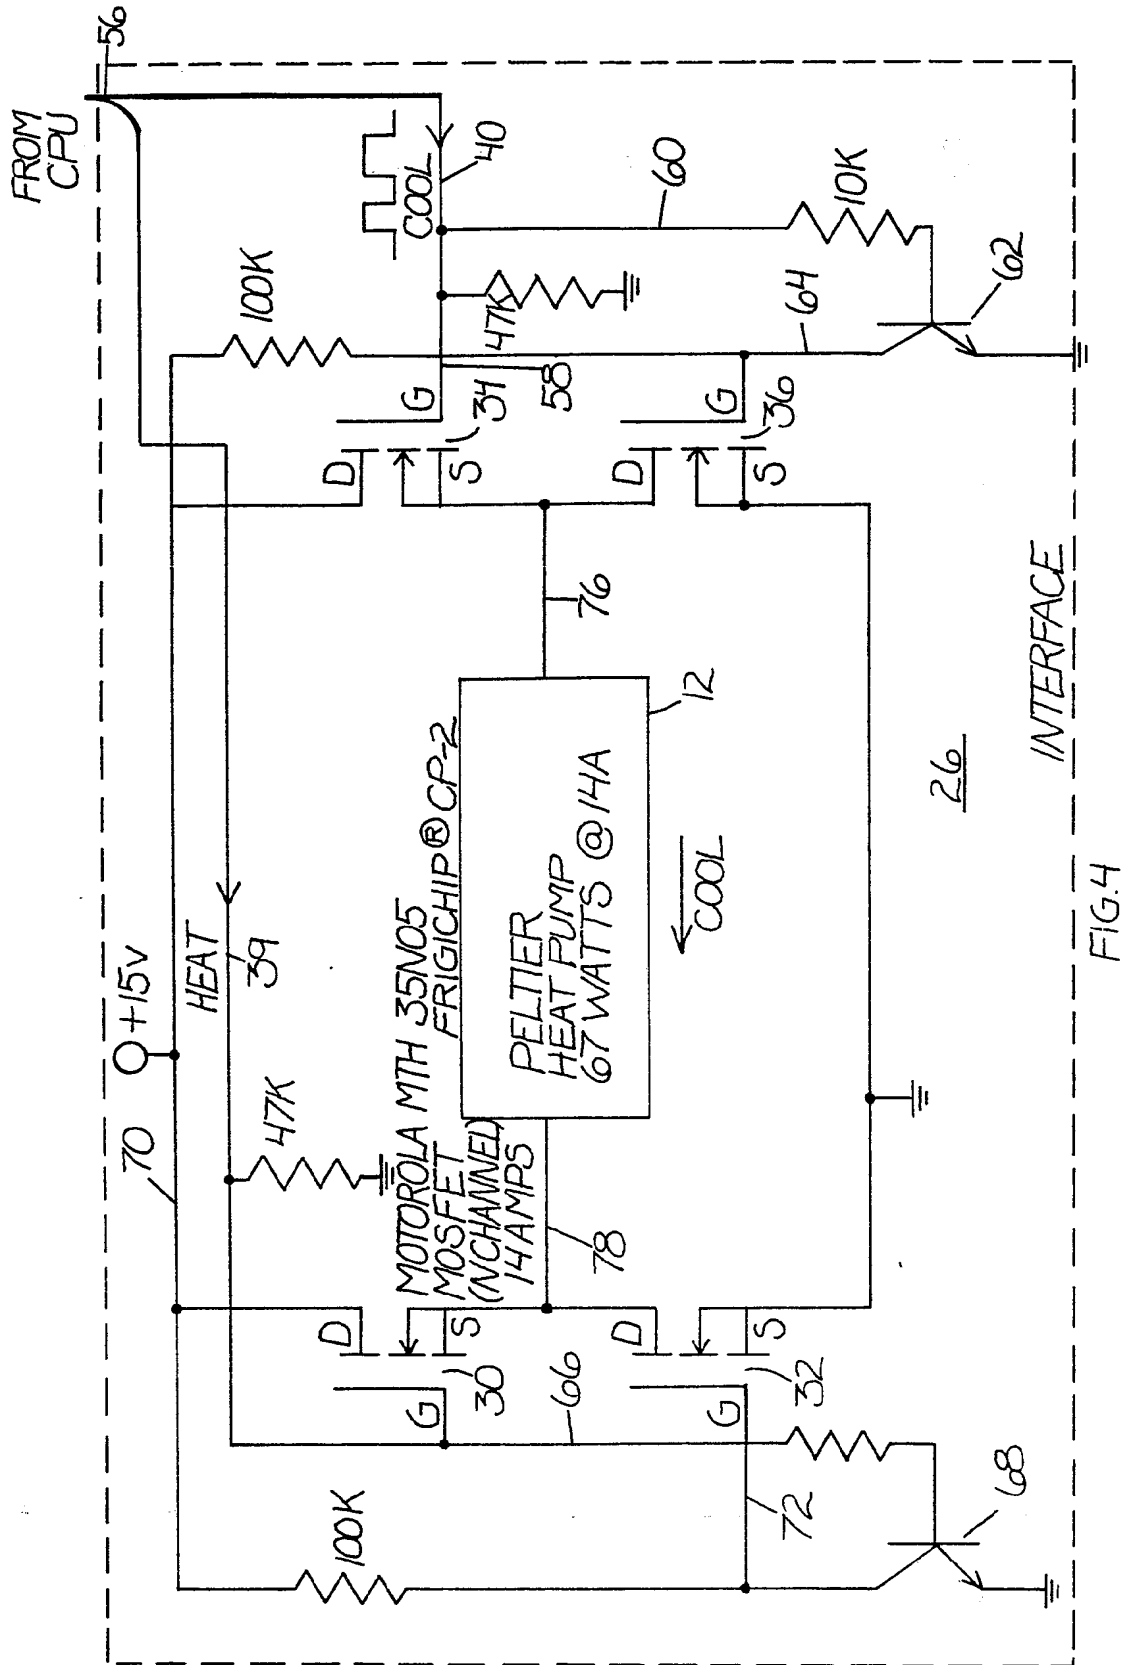 FROM
CPU
56
+15V
70
HEAT
39
47K
100K
100K
COOL
40
47K
58
60
10K
64
62
D
G
S
34
D
G
S
36
MOTOROLA MTH 35N05
MOSFET
(N CHANNEL)
14 AMPS
FRIGICHIP® CP-2
PELTIER
HEAT PUMP
67 WATTS @ 14A
12
76
78
COOL
D
G
S
30
D
G
S
32
66
72
68
26
INTERFACE
FIG.4